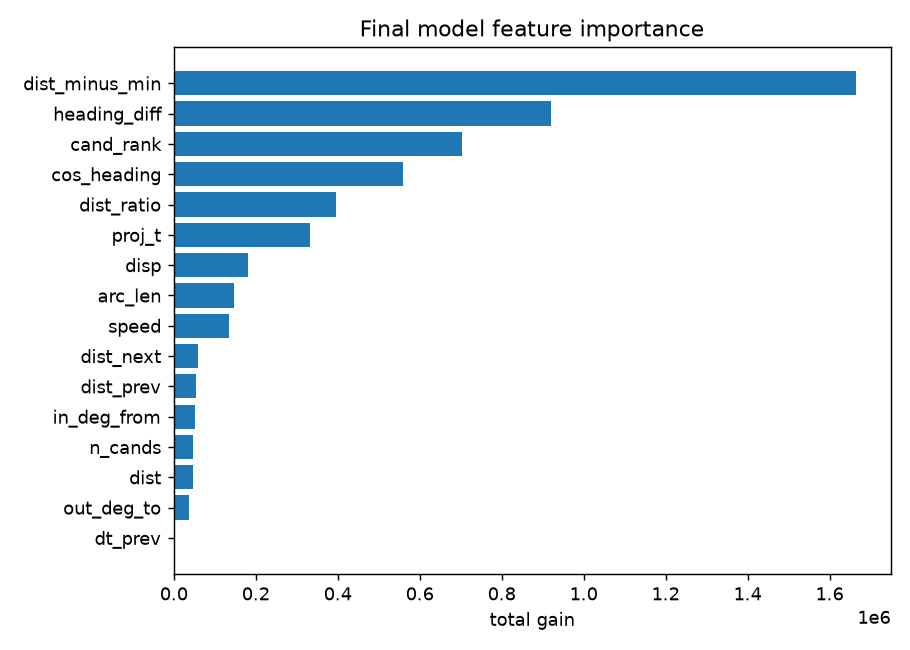 Final model feature importance
dist_minus_min
heading_diff
cand_rank
cos_heading
dist_ratio
proj_t
disp
arc_len
speed
dist_next
dist_prev
in_deg_from
n_cands
dist
out_deg_to
dt_prev
0.0 0.2 0.4 0.6 0.8 1.0 1.2 1.4 1.6
1e6
total gain